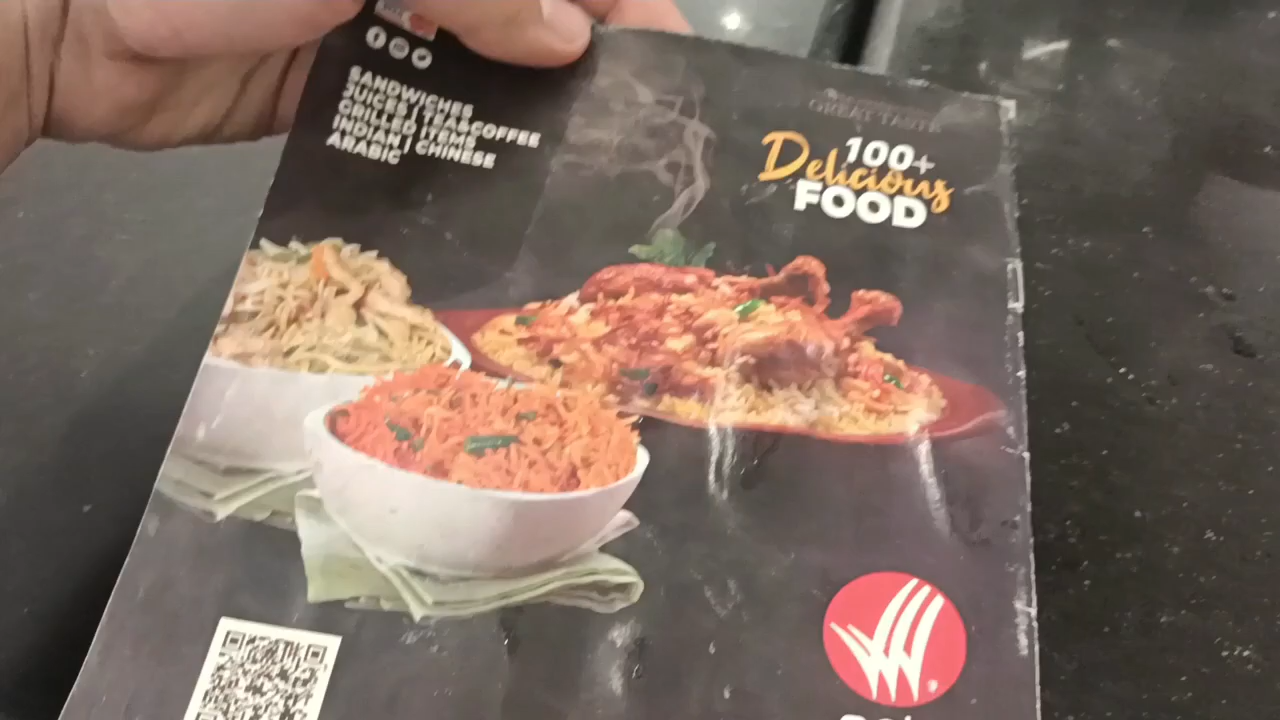 SANDWICHES
JUICES | TEA&COFFEE
GRILLED ITEMS
INDIAN | CHINESE
ARABIC
GREAT TASTE
100+
Delicious
FOOD